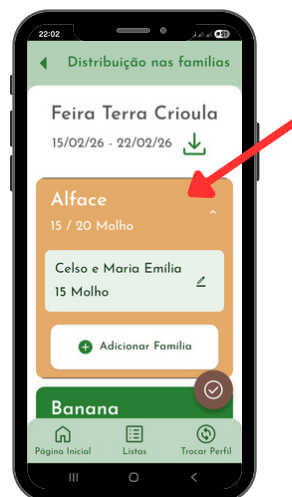 22:02
Distribuição nas famílias
Feira Terra Crioula
15/02/26 - 22/02/26
Alface
15 / 20 Molho
Celso e Maria Emília
15 Molho
Adicionar Família
Banana
Página Inicial
Listas
Trocar Perfil